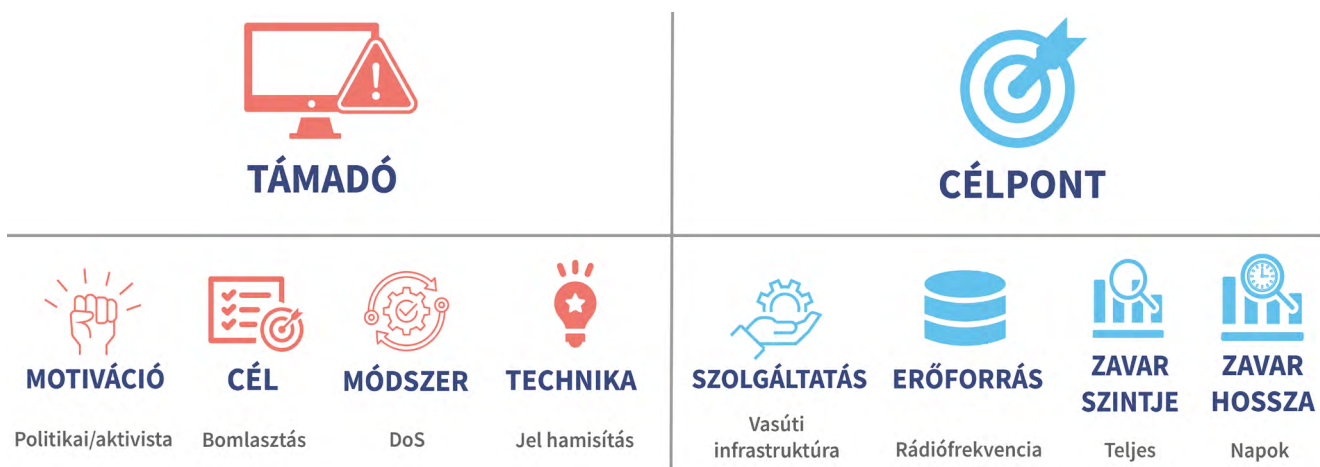 TÁMADÓ
CÉLPONT
MOTIVÁCIÓ
Politikai/aktivista
CÉL
Bomlasztás
MÓDSZER
DoS
TECHNIKA
Jel hamisítás
SZOLGÁLTATÁS
Vasúti
infrastruktúra
ERŐFORRÁS
Rádiófrekvencia
ZAVAR
SZINTJE
Teljes
ZAVAR
HOSSZA
Napok